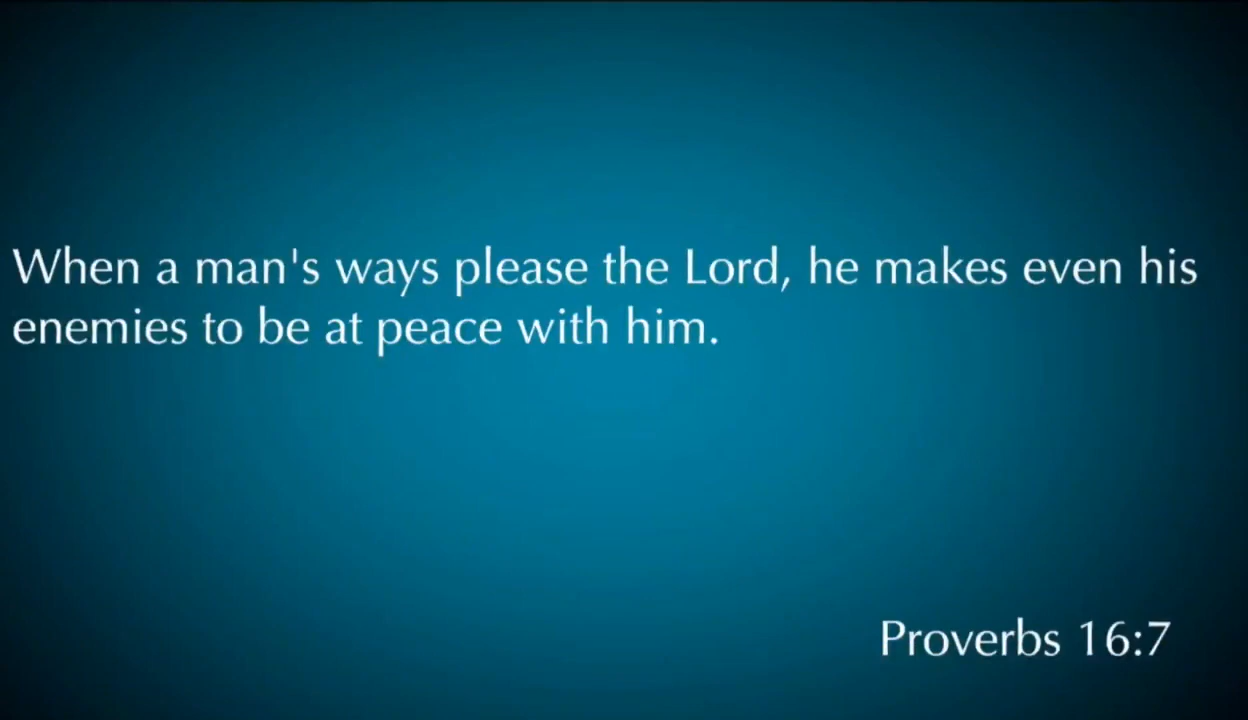 When a man's ways please the Lord, he makes even his
enemies to be at peace with him.
Proverbs 16:7